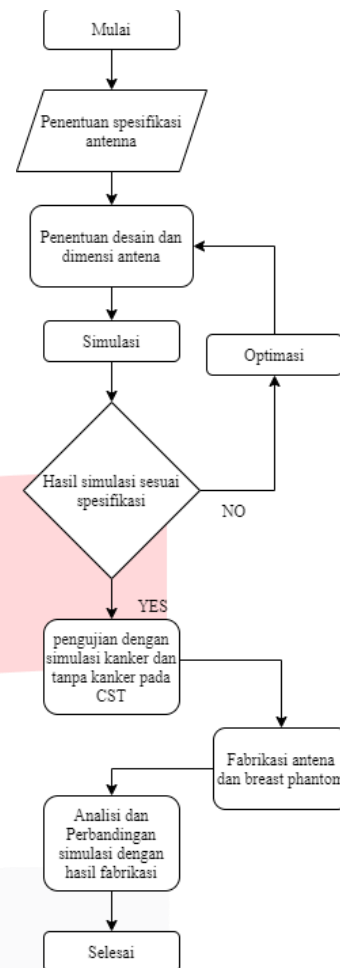 Mulai
Penentuan spesifikasi
antenna
Penentuan desain dan
dimensi antena
Simulasi
Optimasi
Hasil simulasi sesuai
spesifikasi
NO
YES
pengujian dengan
simulasi kanker dan
tanpa kanker pada
CST
Fabrikasi antena
dan breast phantom
Analisi dan
Perbandingan
simulasi dengan
hasil fabrikasi
Selesai